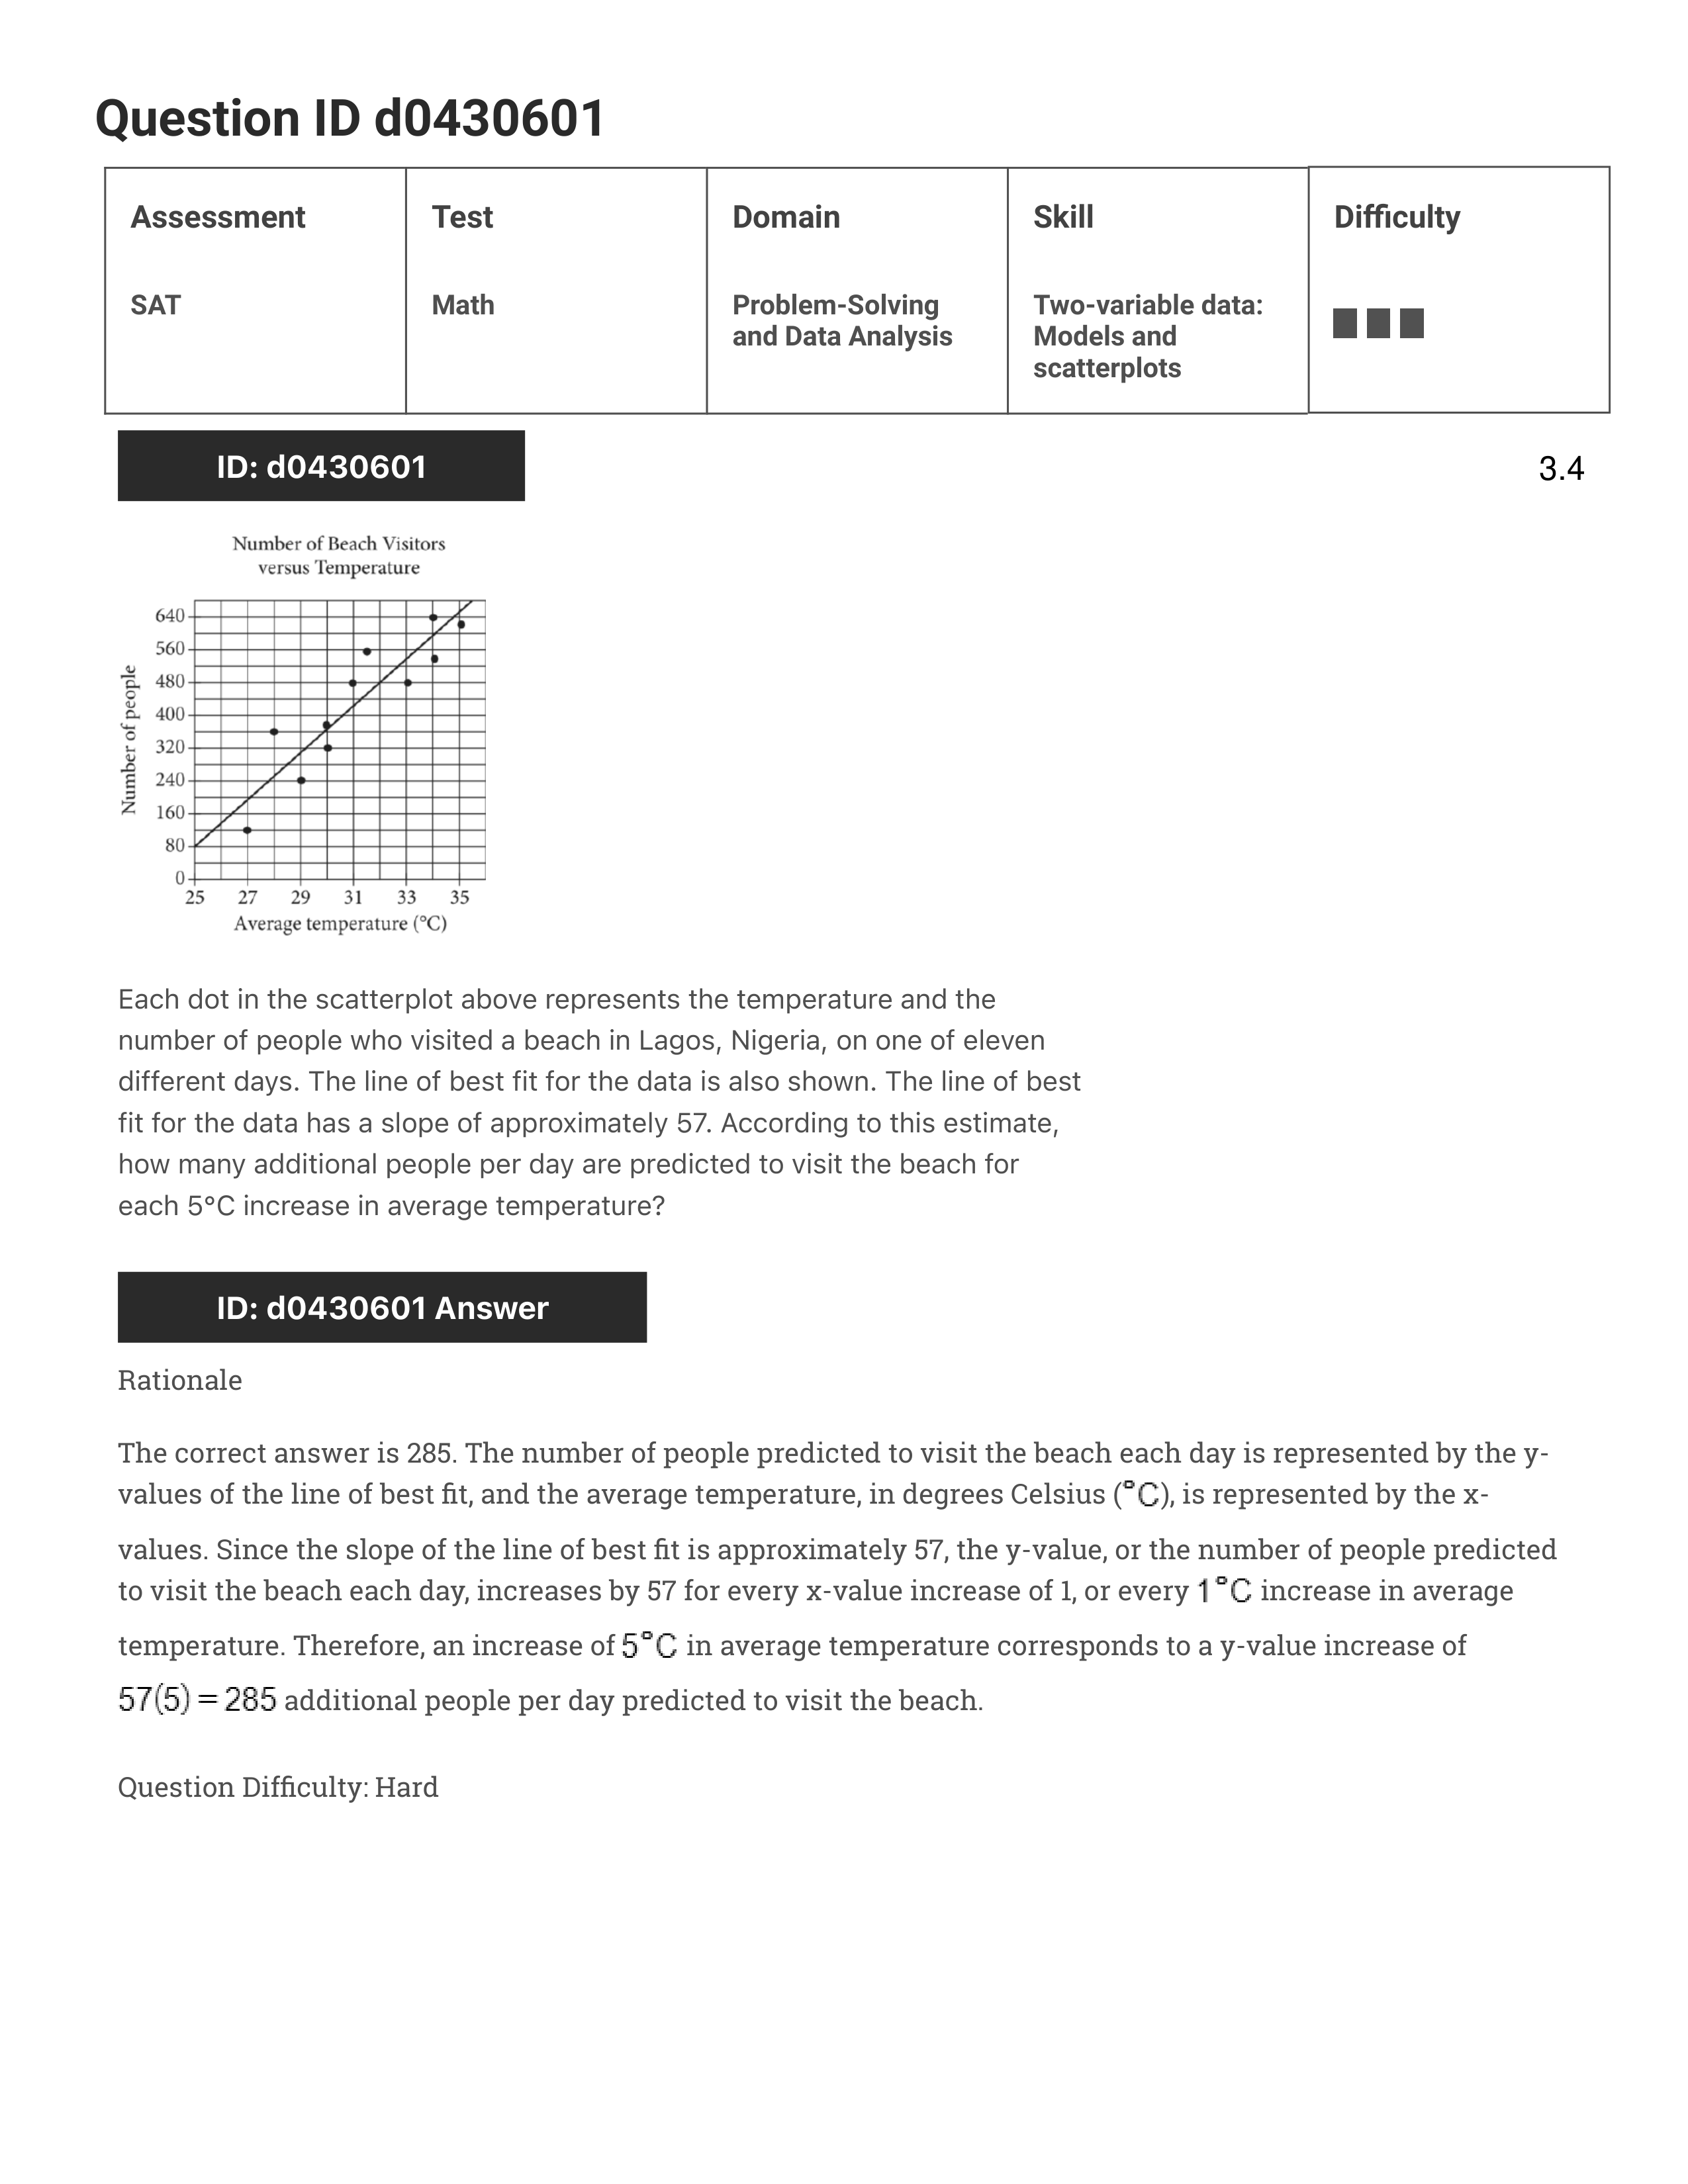 Question ID d0430601
Assessment
Test
Domain
Skill
Difficulty
SAT
Math
Problem-Solving
and Data Analysis
Two-variable data:
Models and
scatterplots
ID: d0430601
3.4
Number of Beach Visitors
versus Temperature
Number of people
640
560
480
400
320
240
160
80
0
25 27 29 31 33 35
Average temperature (°C)
Each dot in the scatterplot above represents the temperature and the
number of people who visited a beach in Lagos, Nigeria, on one of eleven
different days. The line of best fit for the data is also shown. The line of best
fit for the data has a slope of approximately 57. According to this estimate,
how many additional people per day are predicted to visit the beach for
each 5°C increase in average temperature?
ID: d0430601 Answer
Rationale
The correct answer is 285. The number of people predicted to visit the beach each day is represented by the y-
values of the line of best fit, and the average temperature, in degrees Celsius (°C), is represented by the x-
values. Since the slope of the line of best fit is approximately 57, the y-value, or the number of people predicted
to visit the beach each day, increases by 57 for every x-value increase of 1, or every 1°C increase in average
temperature. Therefore, an increase of 5°C in average temperature corresponds to a y-value increase of
57(5) = 285 additional people per day predicted to visit the beach.
Question Difficulty: Hard